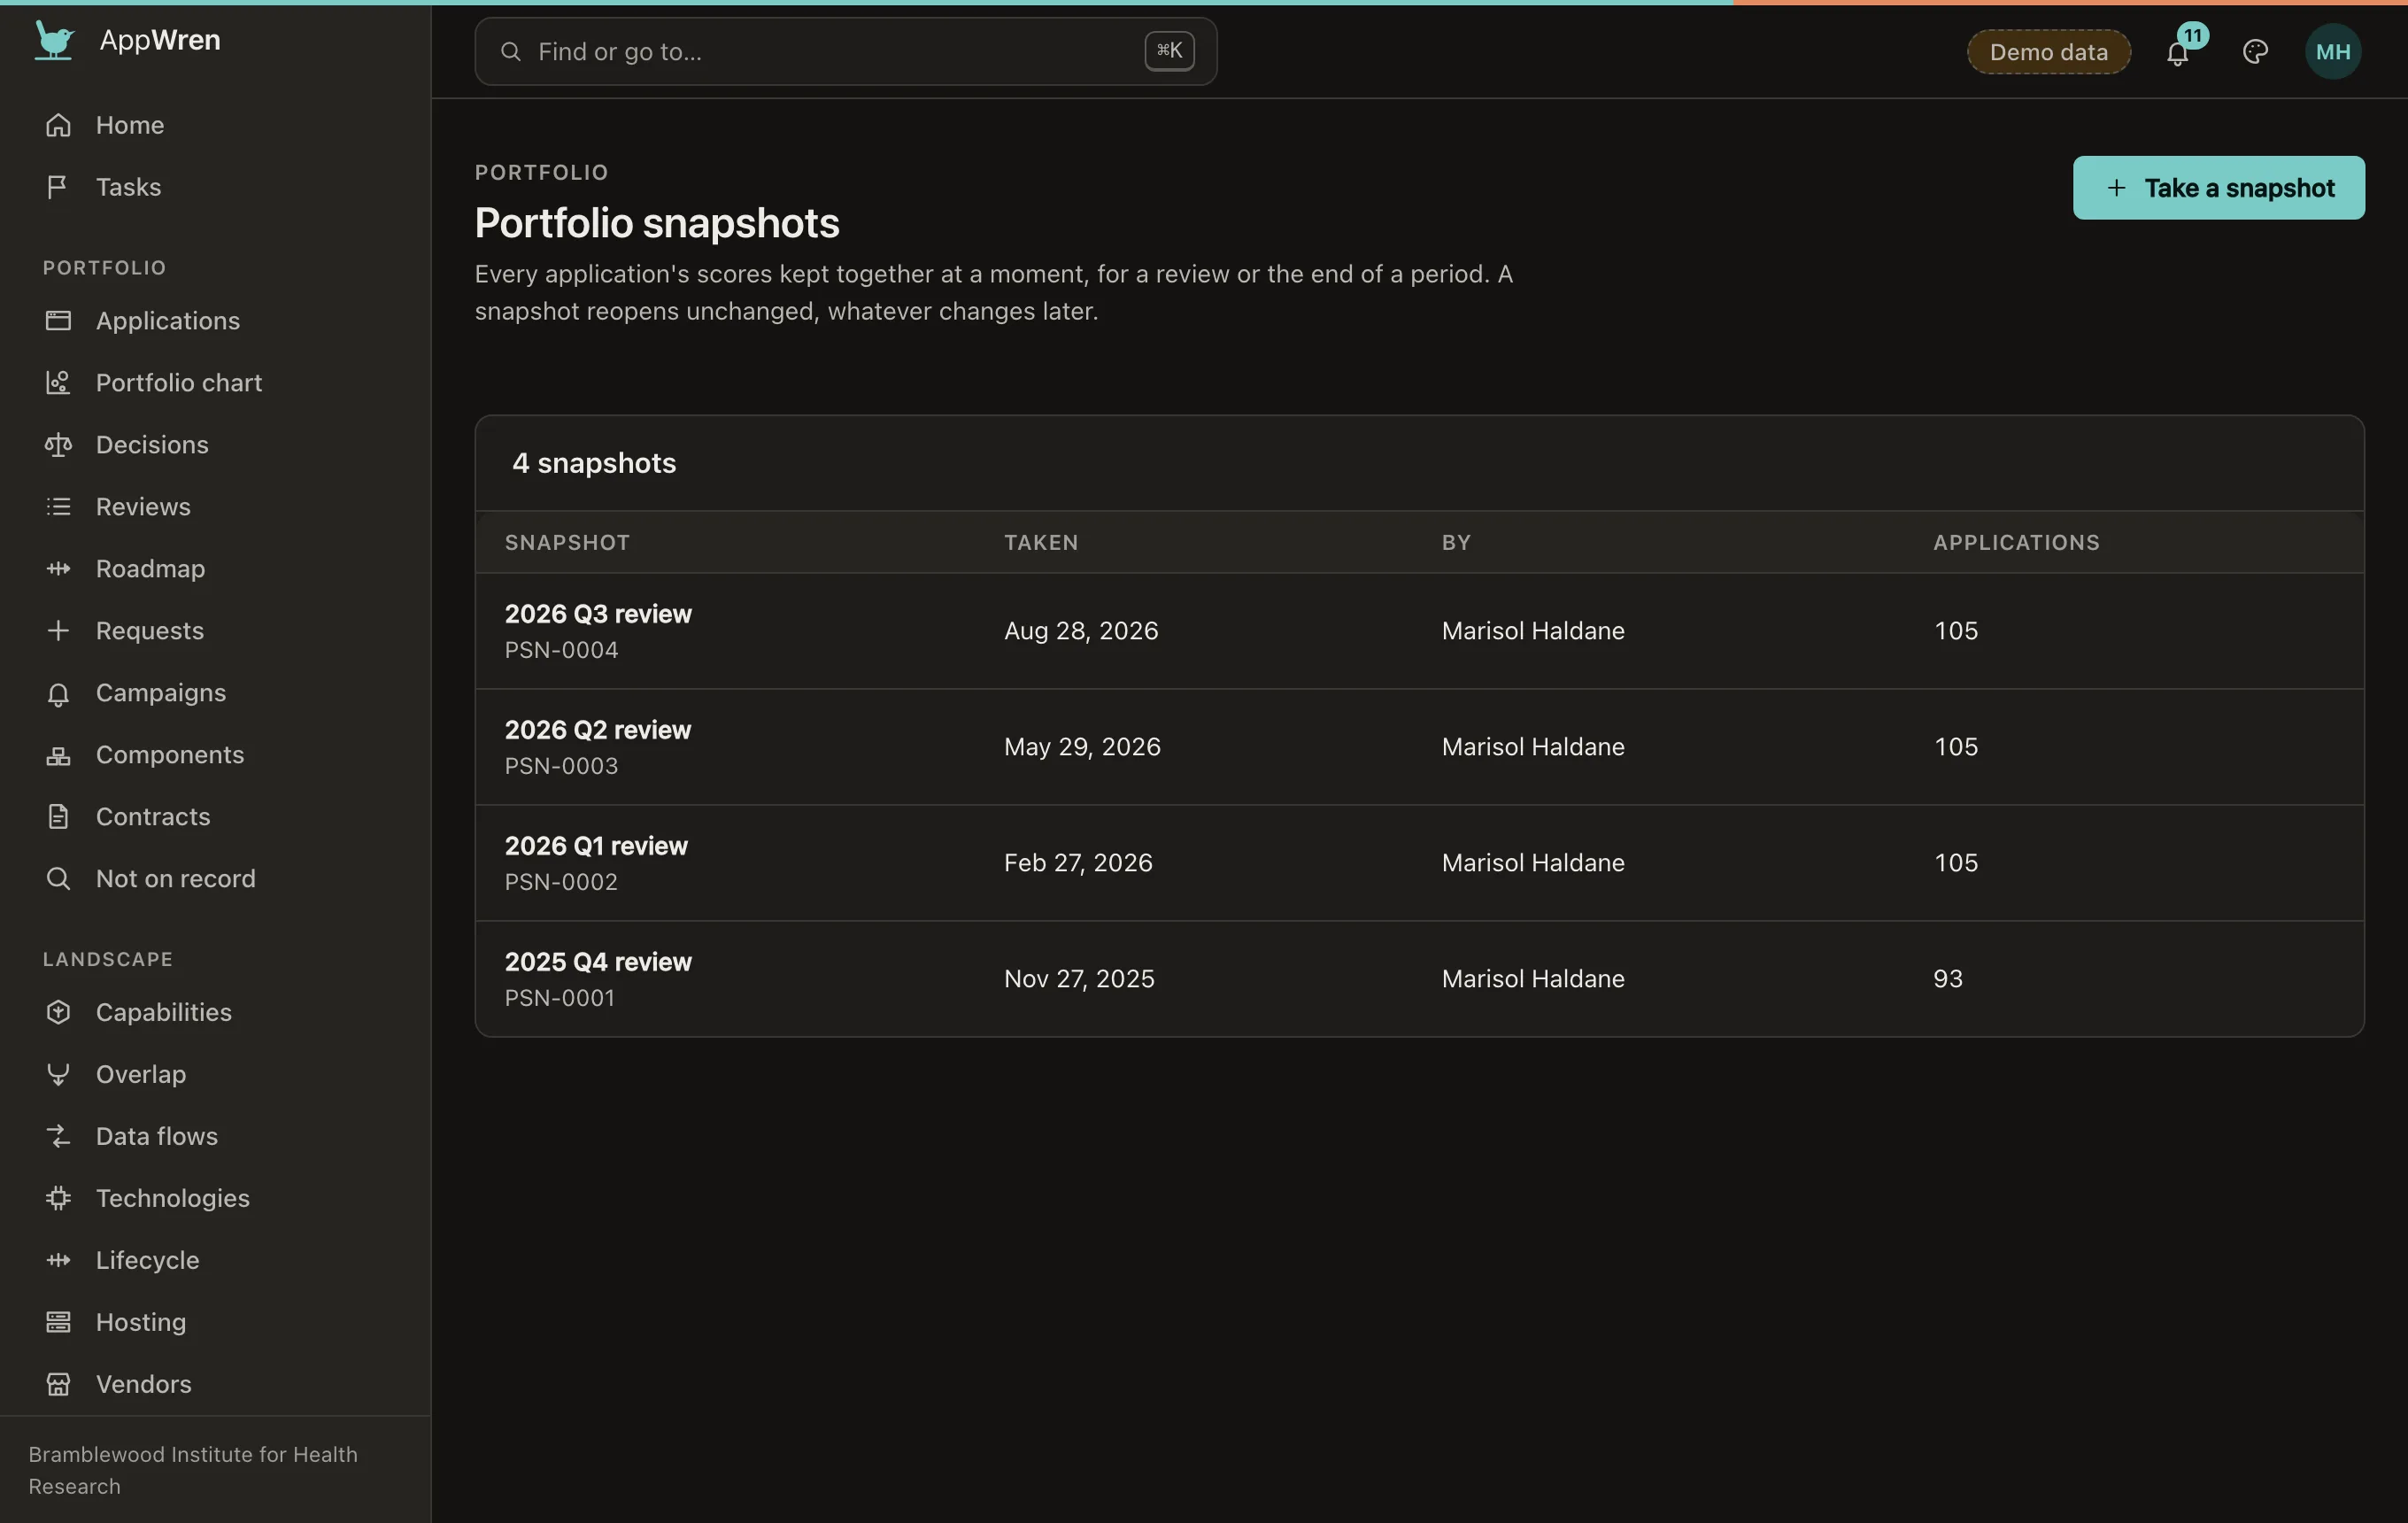 AppWren
Find or go to...
⌘K
Demo data
11
MH
Home
Tasks
PORTFOLIO
Applications
Portfolio chart
Decisions
Reviews
Roadmap
Requests
Campaigns
Components
Contracts
Not on record
LANDSCAPE
Capabilities
Overlap
Data flows
Technologies
Lifecycle
Hosting
Vendors
Bramblewood Institute for Health
Research
PORTFOLIO
Portfolio snapshots
Every application's scores kept together at a moment, for a review or the end of a period. A
snapshot reopens unchanged, whatever changes later.
+ Take a snapshot
4 snapshots
SNAPSHOT TAKEN BY APPLICATIONS
2026 Q3 review
PSN-0004
Aug 28, 2026 Marisol Haldane 105
2026 Q2 review
PSN-0003
May 29, 2026 Marisol Haldane 105
2026 Q1 review
PSN-0002
Feb 27, 2026 Marisol Haldane 105
2025 Q4 review
PSN-0001
Nov 27, 2025 Marisol Haldane 93